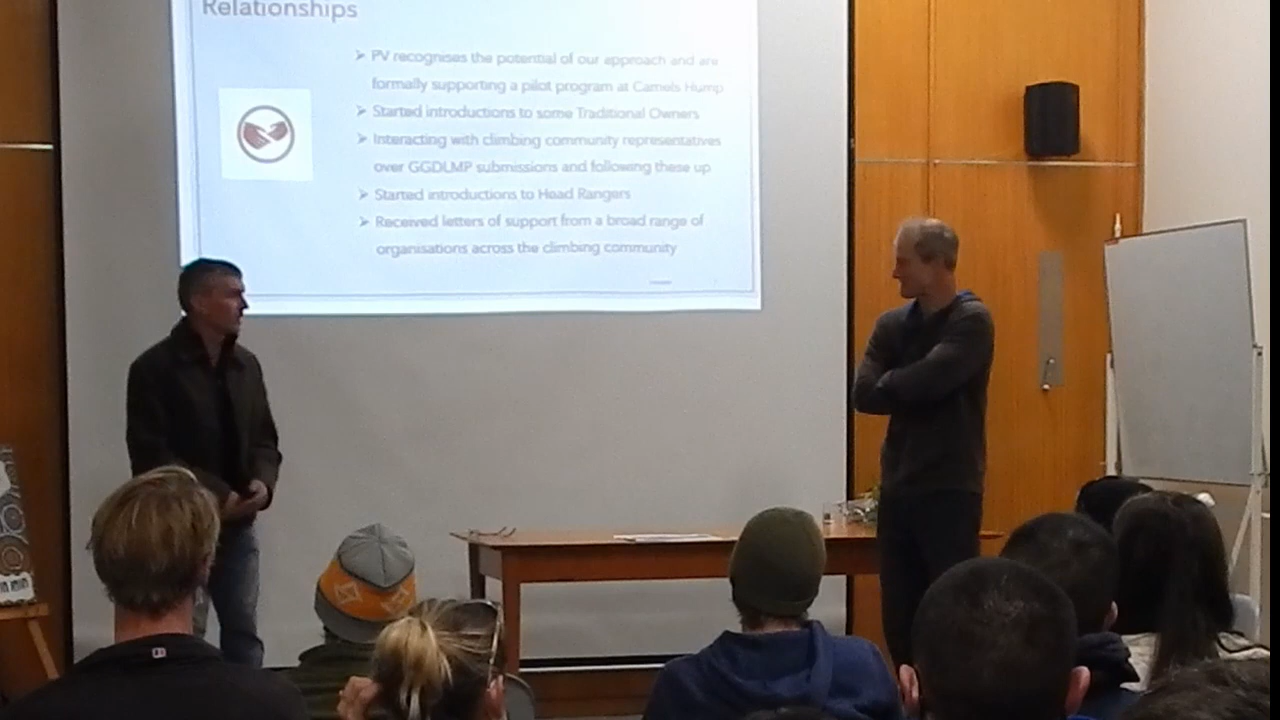 Relationships
➢ PV recognises the potential of our approach and are
formally supporting a pilot program at Camels Hump
➢ Started introductions to some Traditional Owners
➢ Interacting with climbing community representatives
over GGDLMP submissions and following these up
➢ Started introductions to Head Rangers
➢ Received letters of support from a broad range of
organisations across the climbing community